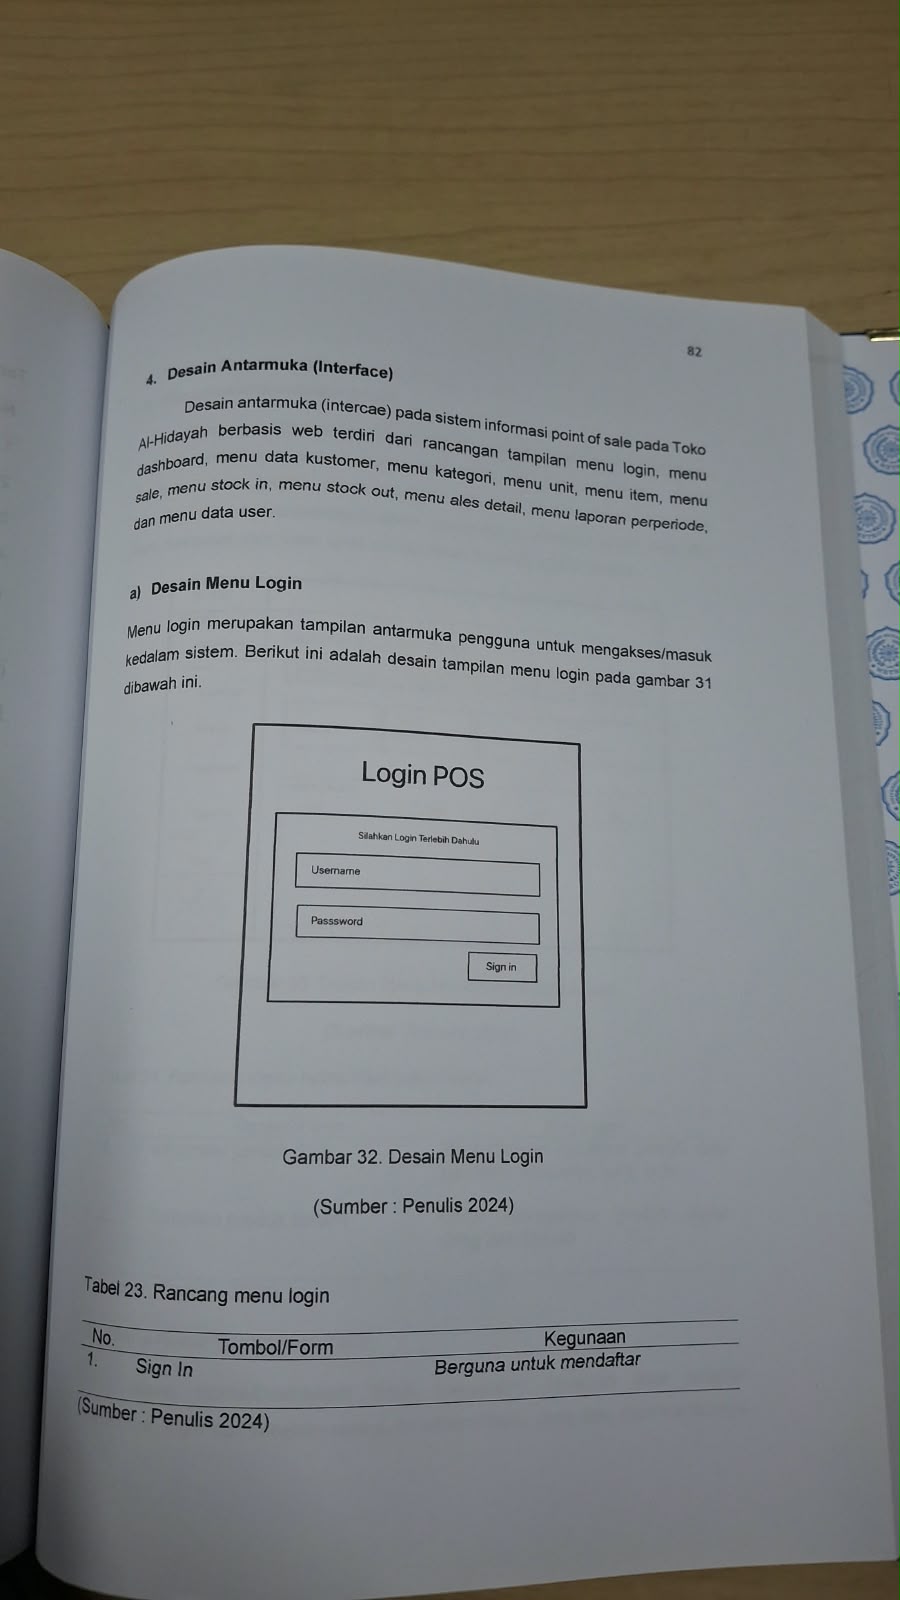 82
4. Desain Antarmuka (Interface)
Desain antarmuka (intercae) pada sistem informasi point of sale pada Toko
Al-Hidayah berbasis web terdiri dari rancangan tampilan menu login, menu
dashboard, menu data kustomer, menu kategori, menu unit, menu item, menu
sale, menu stock in, menu stock out, menu ales detail, menu laporan perperiode,
dan menu data user.
a) Desain Menu Login
Menu login merupakan tampilan antarmuka pengguna untuk mengakses/masuk
kedalam sistem. Berikut ini adalah desain tampilan menu login pada gambar 31
dibawah ini.
Login POS
Silahkan Login Terlebih Dahulu
Username
Passsword
Sign in
Gambar 32. Desain Menu Login
(Sumber : Penulis 2024)
Tabel 23. Rancang menu login
No. Tombol/Form Kegunaan
1. Sign In Berguna untuk mendaftar
(Sumber : Penulis 2024)